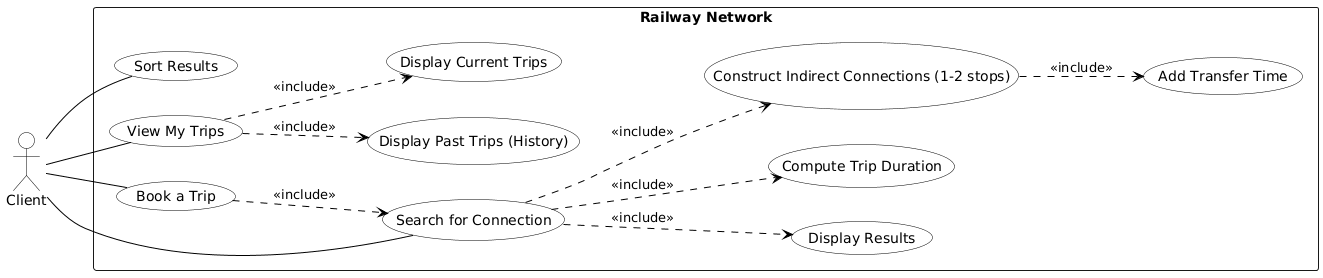 Railway Network
Sort Results
Display Current Trips
Construct Indirect Connections (1-2 stops)
«include»
Add Transfer Time
«include»
View My Trips
«include»
Display Past Trips (History)
«include»
Compute Trip Duration
Client
Book a Trip
«include»
«include»
Search for Connection
«include»
Display Results